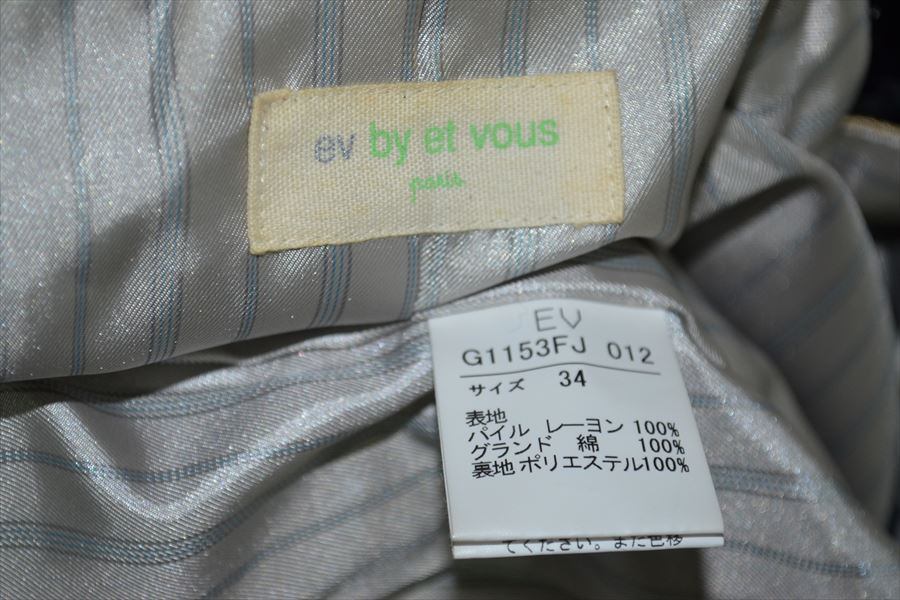 ev by et vous
paris
EV
G1153FJ 012
サイズ 34
表地
パイル レーヨン 100%
グランド 綿 100%
裏地 ポリエステル100%
てください。また色移